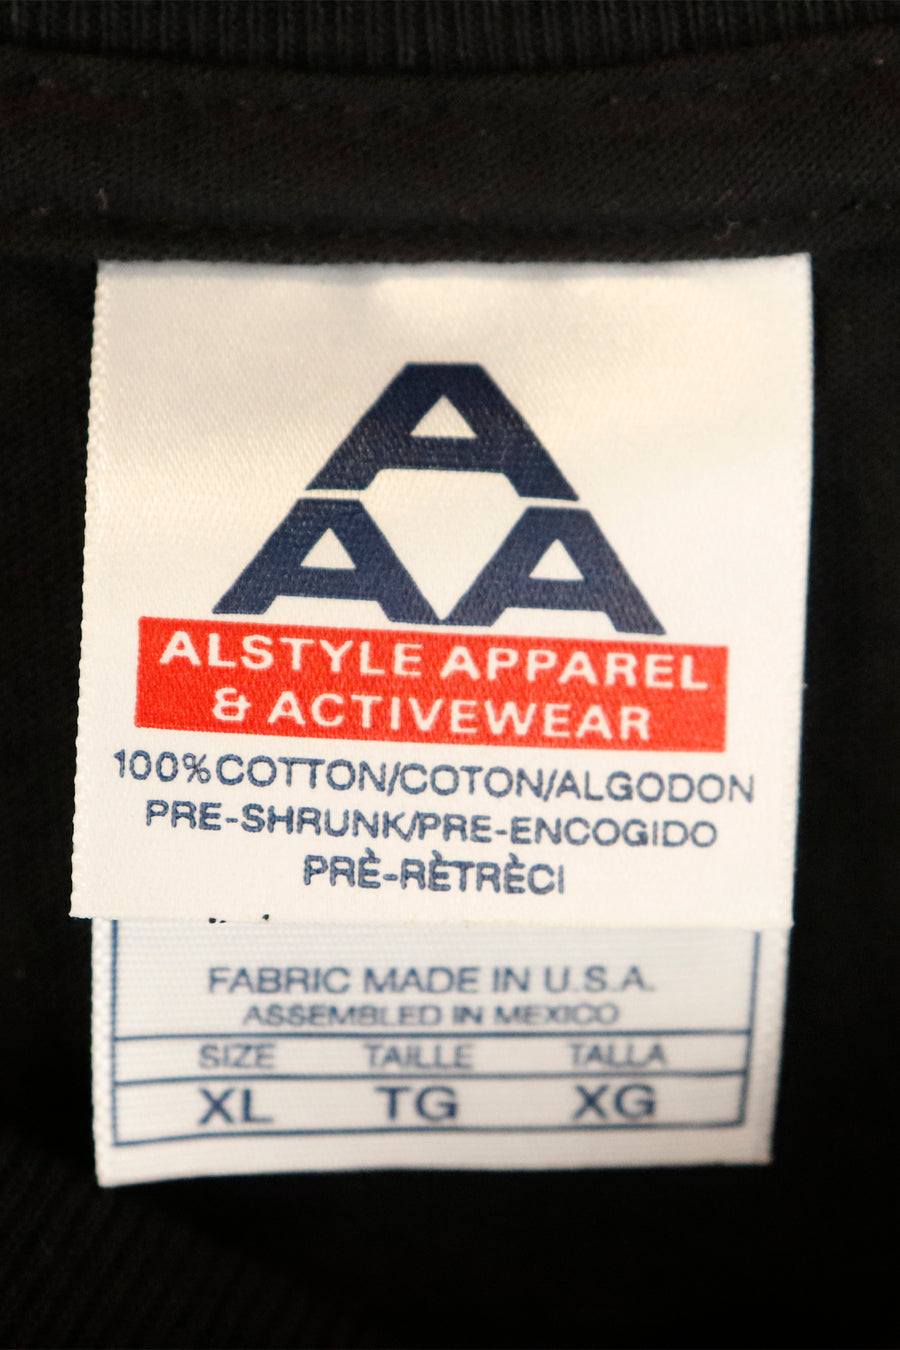 A
AA
ALSTYLE APPAREL
& ACTIVEWEAR
100%COTTON/COTON/ALGODON
PRE-SHRUNK/PRE-ENCOGIDO
PRÈ-RÈTRÈCI
FABRIC MADE IN U.S.A.
ASSEMBLED IN MEXICO
SIZE TAILLE TALLA
XL TG XG